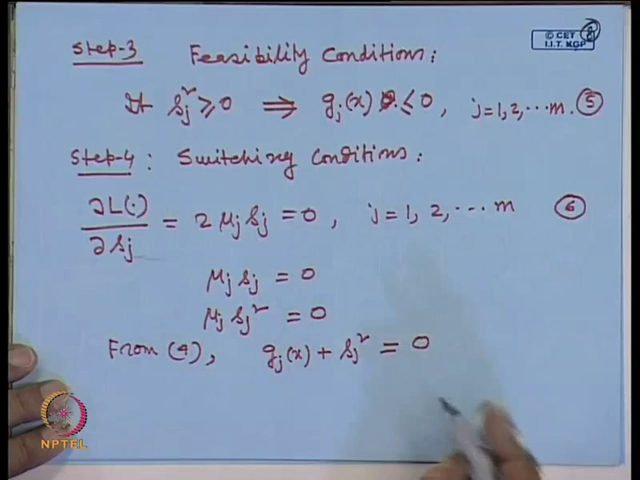 © CET
I.I.T. KGP
Step-3 Feasibility Conditions:
If sⱼ² ≥ 0 ⟹ gⱼ(x) ≤ 0, j=1,2,...m. ⑤
Step-4: Switching Conditions:
∂L(·)/∂sⱼ = 2 μⱼ sⱼ = 0, j=1, 2, ... m ⑥
μⱼ sⱼ = 0
μⱼ sⱼ² = 0
From (4), gⱼ(x) + sⱼ² = 0
NPTEL